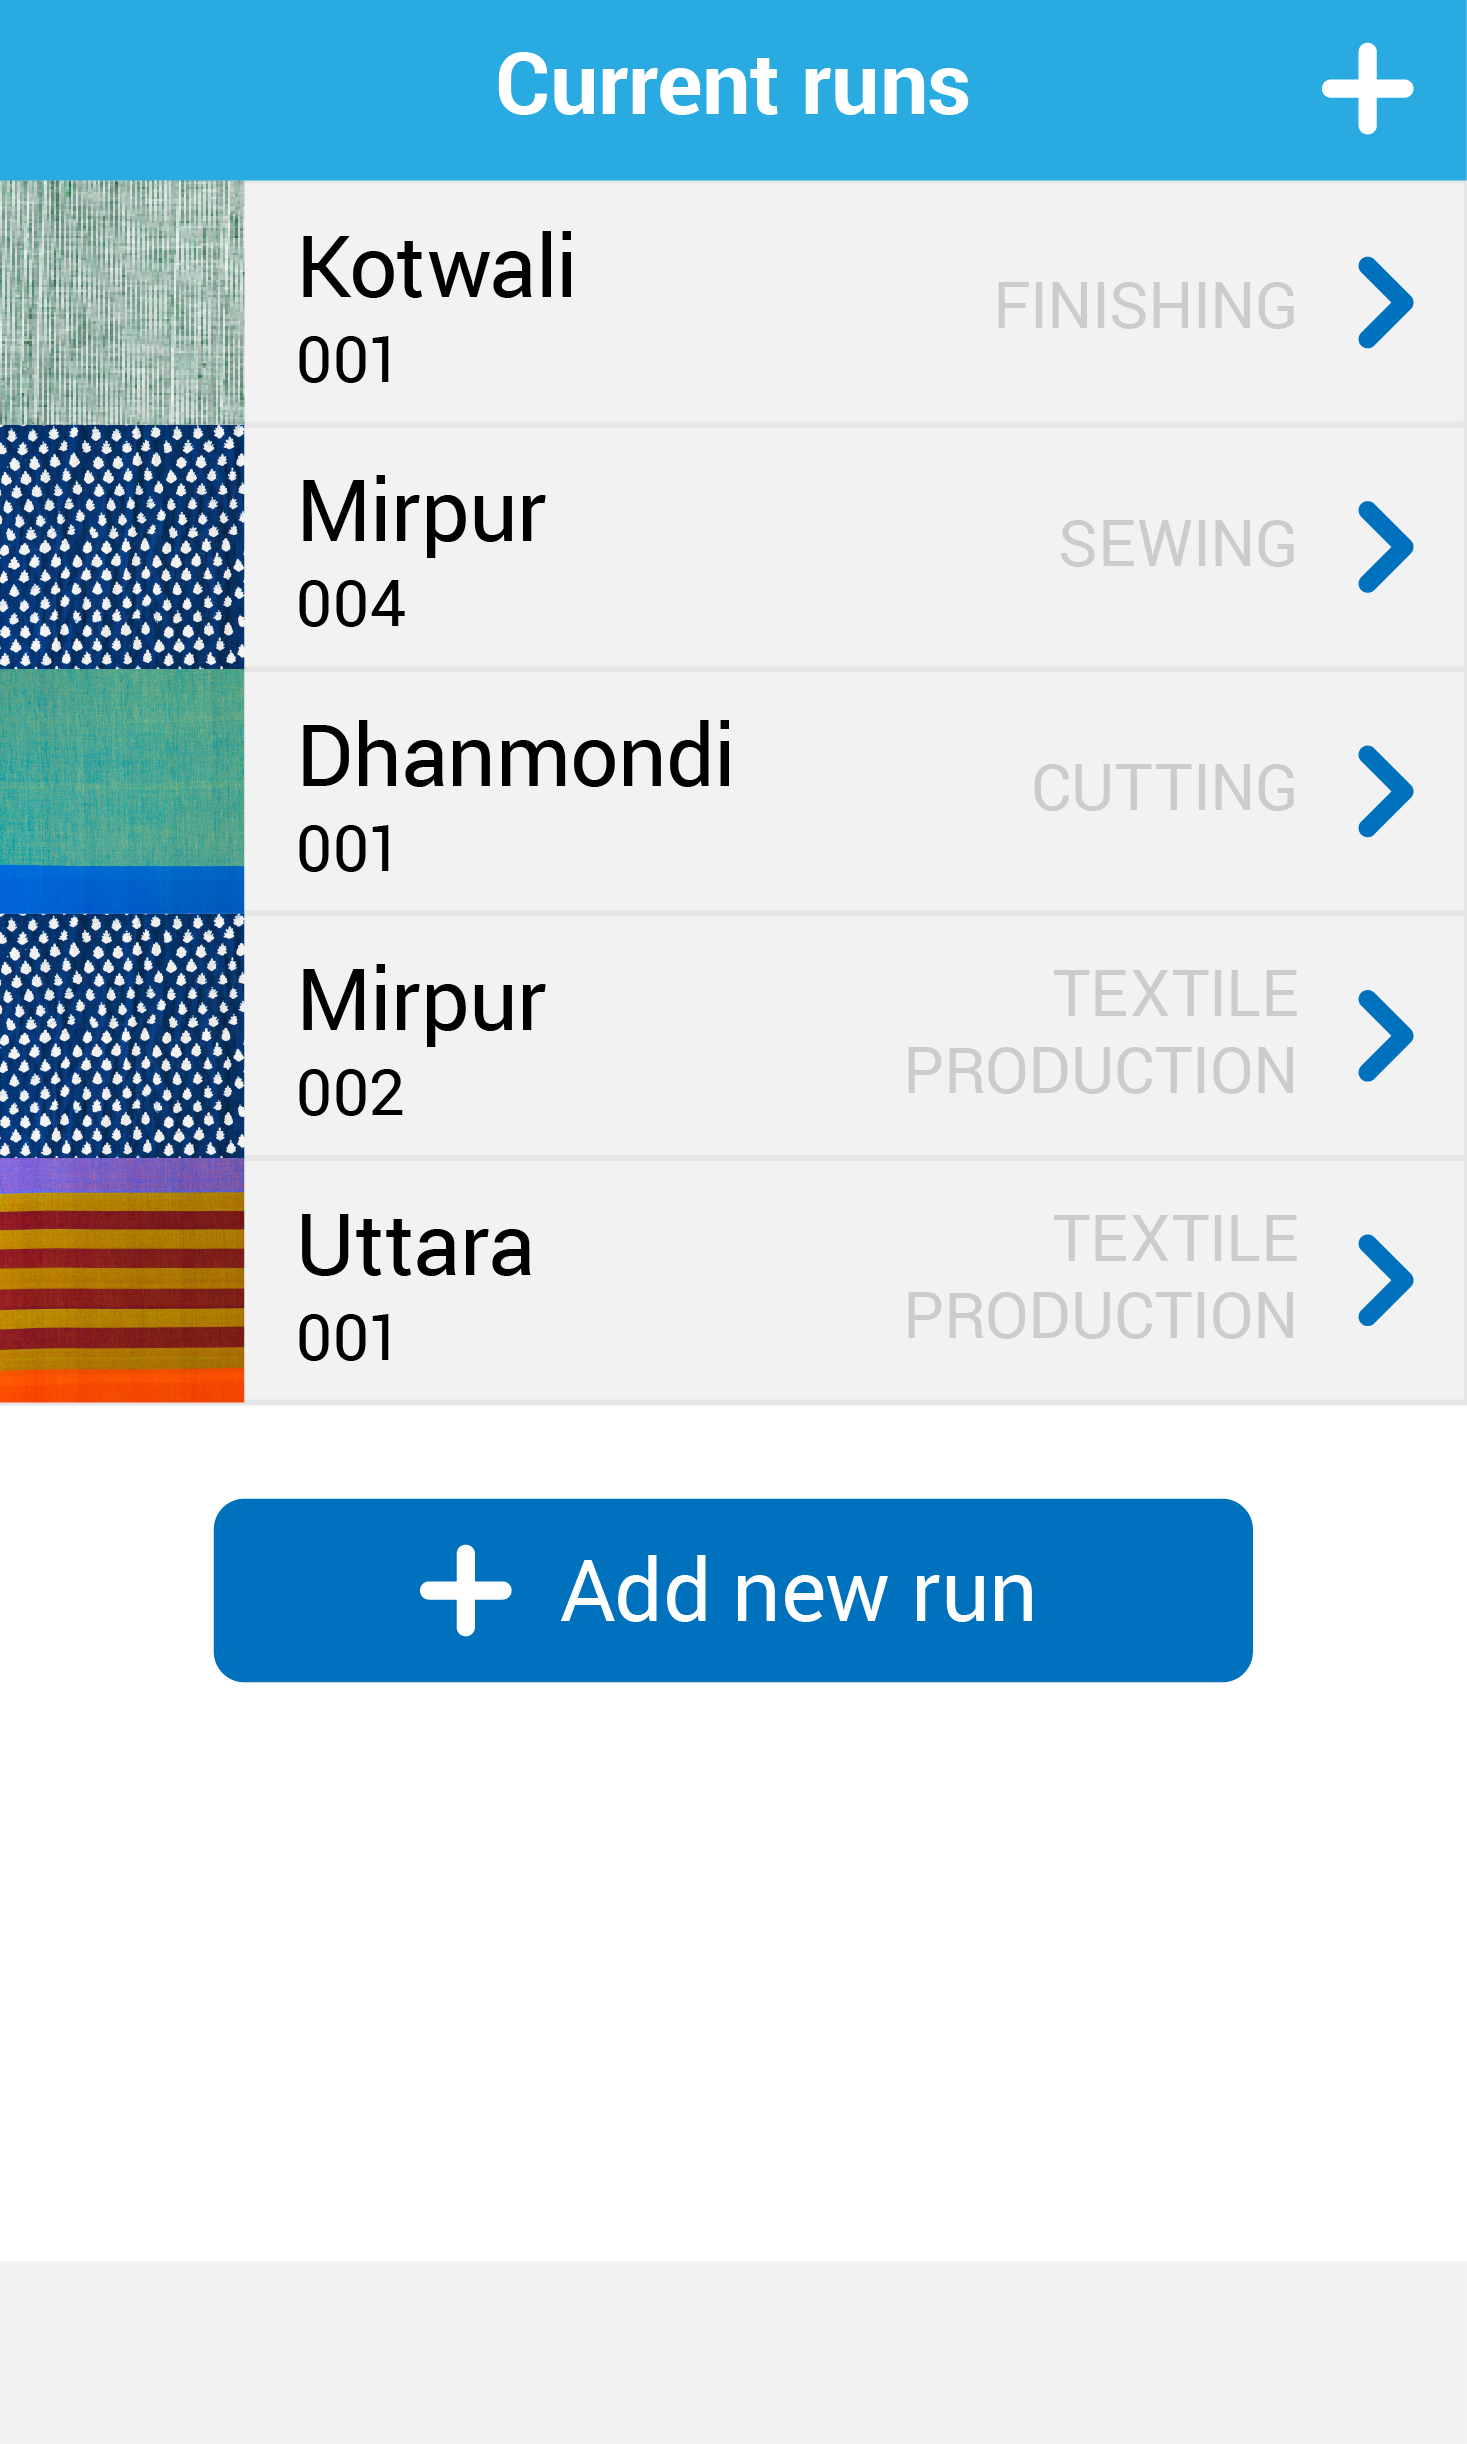 Current runs
Kotwali
001
FINISHING
Mirpur
004
SEWING
Dhanmondi
001
CUTTING
Mirpur
002
TEXTILE
PRODUCTION
Uttara
001
TEXTILE
PRODUCTION
Add new run